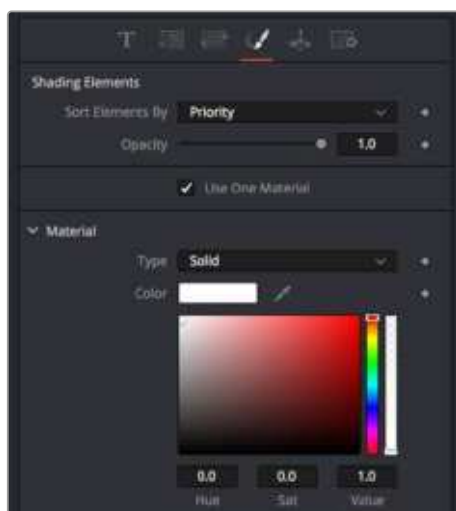 T
Shading Elements
Sort Elements By Priority
Opacity 1.0
Use One Material
Material
Type Solid
Color
0.0 0.0 1.0
Hue Sat Value